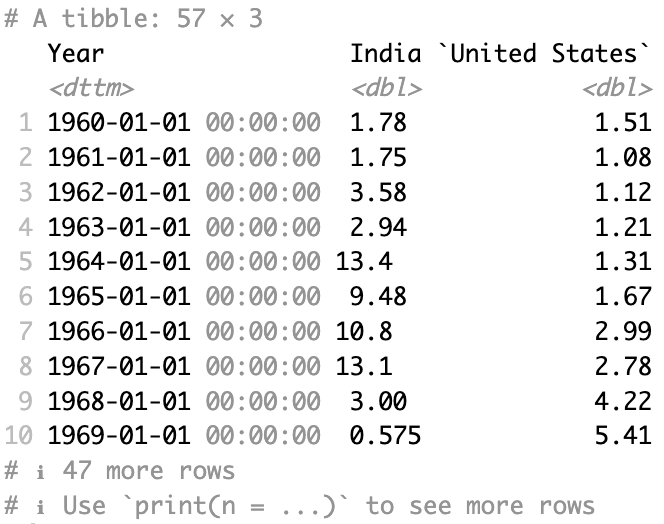 # A tibble: 57 × 3
   Year                 India `United States`
   <dttm>               <dbl>           <dbl>
 1 1960-01-01 00:00:00  1.78             1.51
 2 1961-01-01 00:00:00  1.75             1.08
 3 1962-01-01 00:00:00  3.58             1.12
 4 1963-01-01 00:00:00  2.94             1.21
 5 1964-01-01 00:00:00 13.4              1.31
 6 1965-01-01 00:00:00  9.48             1.67
 7 1966-01-01 00:00:00 10.8              2.99
 8 1967-01-01 00:00:00 13.1              2.78
 9 1968-01-01 00:00:00  3.00             4.22
10 1969-01-01 00:00:00  0.575            5.41
# ℹ 47 more rows
# ℹ Use `print(n = ...)` to see more rows